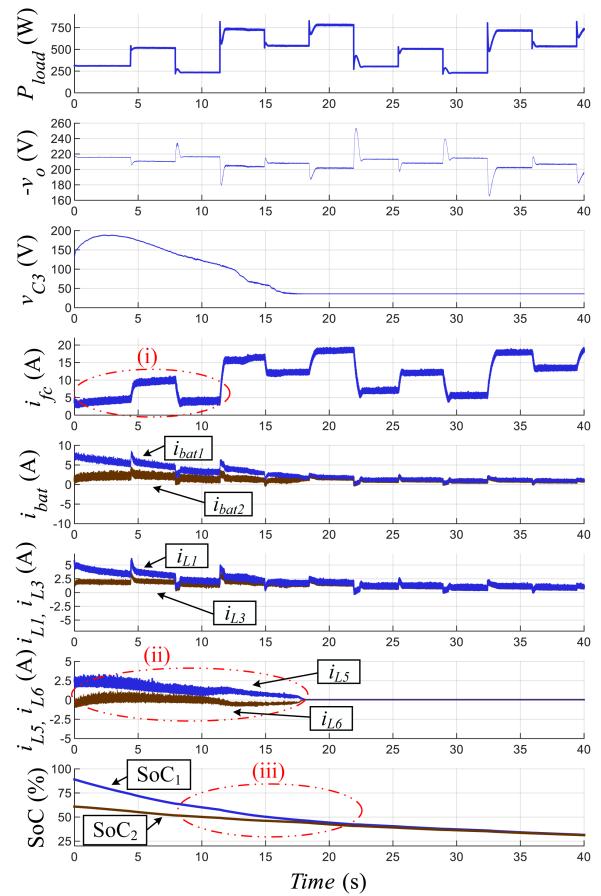 P_load (W)
750
500
250
0
0 5 10 15 20 25 30 35 40
-v_o (V)
260
240
220
200
180
160
0 5 10 15 20 25 30 35 40
v_C3 (V)
200
150
100
50
0
0 5 10 15 20 25 30 35 40
i_fc (A)
20
15
10
5
0
(i)
0 5 10 15 20 25 30 35 40
i_bat (A)
10
5
0
-5
-10
i_bat1
i_bat2
0 5 10 15 20 25 30 35 40
i_L1, i_L3 (A)
5
2.5
0
-2.5
-5
i_L1
i_L3
0 5 10 15 20 25 30 35 40
i_L5, i_L6 (A)
5
2.5
0
-2.5
-5
(ii)
i_L5
i_L6
0 5 10 15 20 25 30 35 40
SoC (%)
100
75
50
25
SoC_1
SoC_2
(iii)
0 5 10 15 20 25 30 35 40
Time (s)